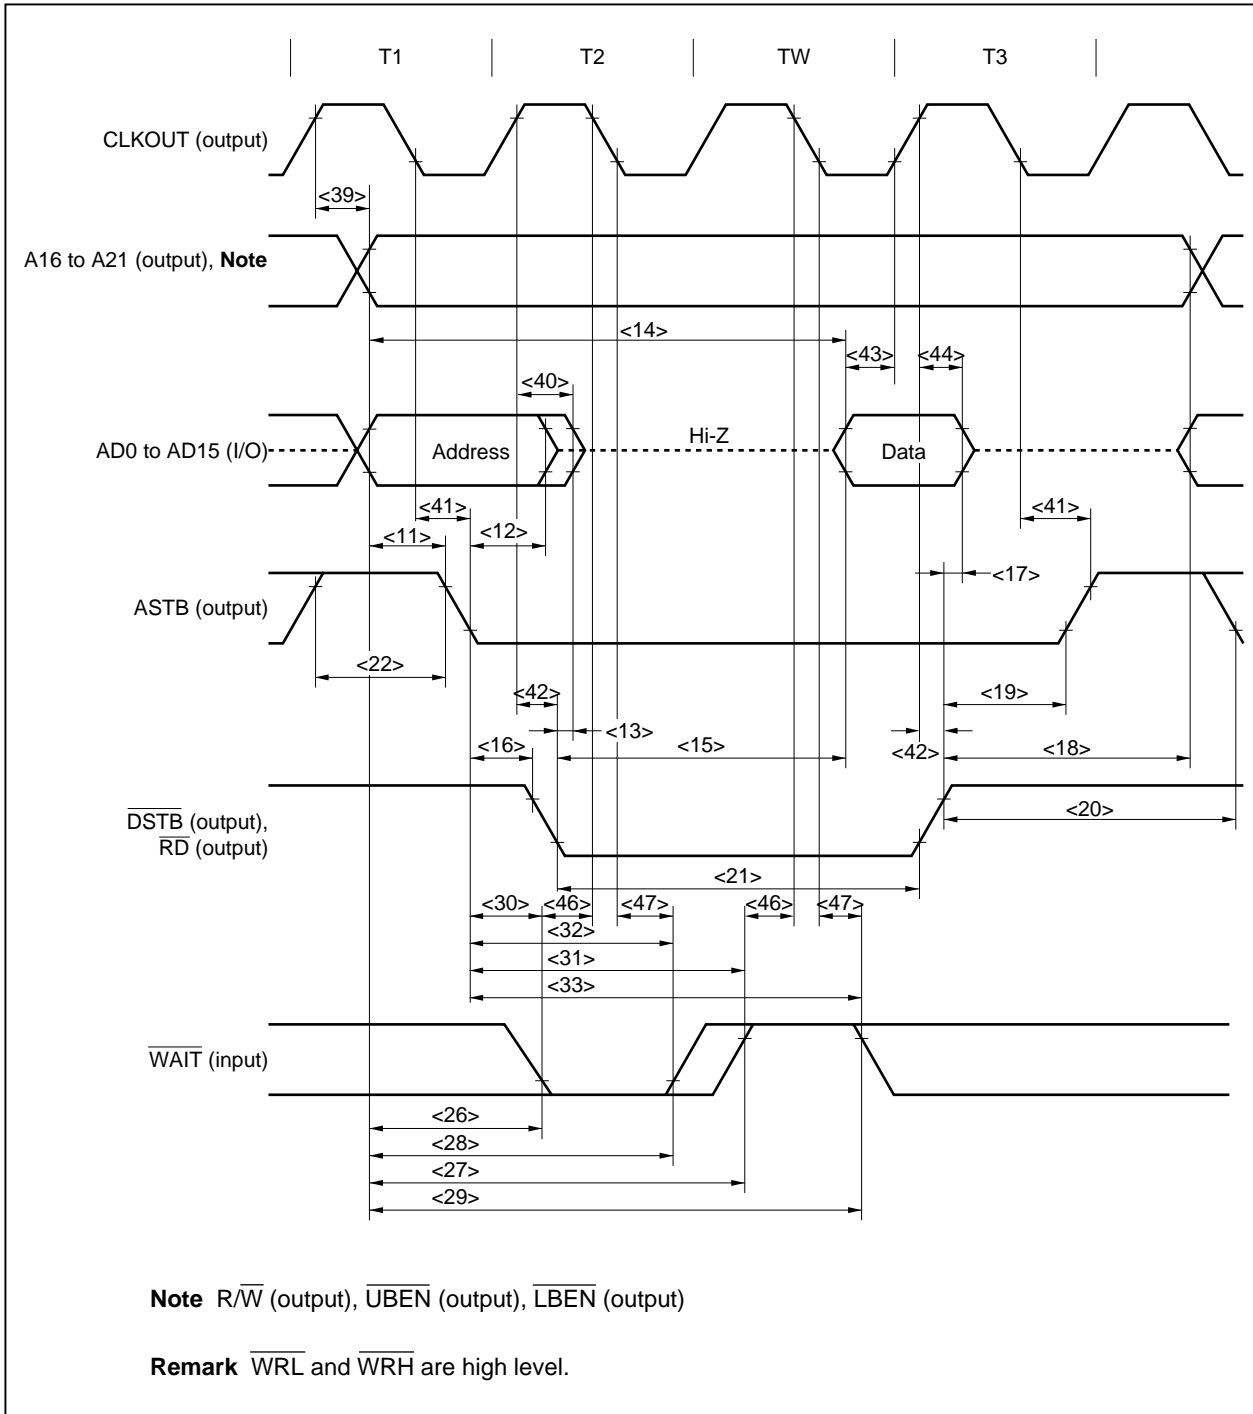 T1 T2 TW T3
CLKOUT (output)
<39>
A16 to A21 (output), Note
<14>
<43> <44>
<40>
AD0 to AD15 (I/O) Address Hi-Z Data
<41> <41>
<11> <12>
<17>
ASTB (output)
<22>
<42> <19>
<13>
<16> <15> <42> <18>
DSTB (output),
RD (output)
<20>
<21>
<30> <46> <47> <46> <47>
<32>
<31>
<33>
WAIT (input)
<26>
<28>
<27>
<29>
Note R/W (output), UBEN (output), LBEN (output)
Remark WRL and WRH are high level.